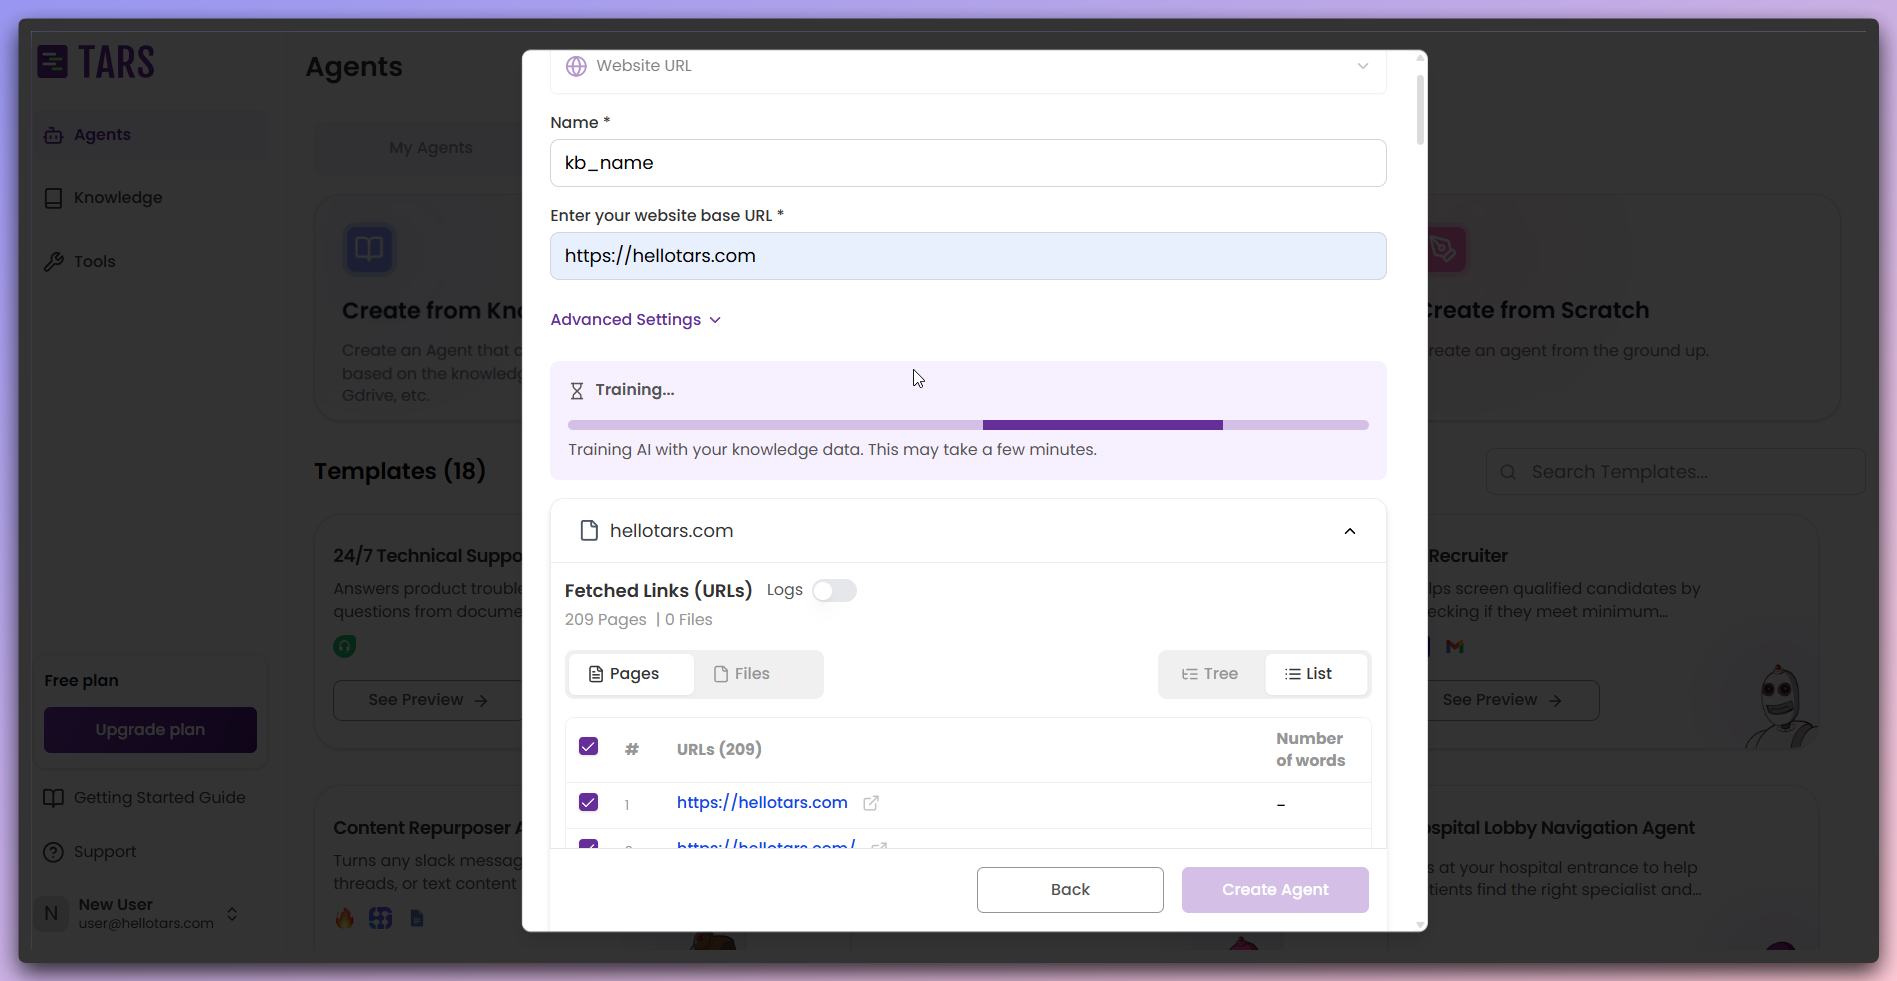 TARS
Agents
Knowledge
Tools
Free plan
Upgrade plan
Getting Started Guide
Support
N
New User
user@hellotars.com
Agents
My Agents
Create from Kno
Create an Agent that c
based on the knowledg
Gdrive, etc.
Create from Scratch
reate an agent from the ground up.
Templates (18)
Search Templates...
24/7 Technical Suppo
Answers product trouble
questions from docume
See Preview
Recruiter
lps screen qualified candidates by
ecking if they meet minimum...
See Preview
Content Repurposer A
Turns any slack messag
threads, or text content
ospital Lobby Navigation Agent
s at your hospital entrance to help
tients find the right specialist and...
Website URL
Name *
kb_name
Enter your website base URL *
https://hellotars.com
Advanced Settings
Training...
Training AI with your knowledge data. This may take a few minutes.
hellotars.com
Fetched Links (URLs) Logs
209 Pages | 0 Files
Pages Files
Tree List
# URLs (209) Number of words
1 https://hellotars.com –
https://hellotars.com/
Back
Create Agent